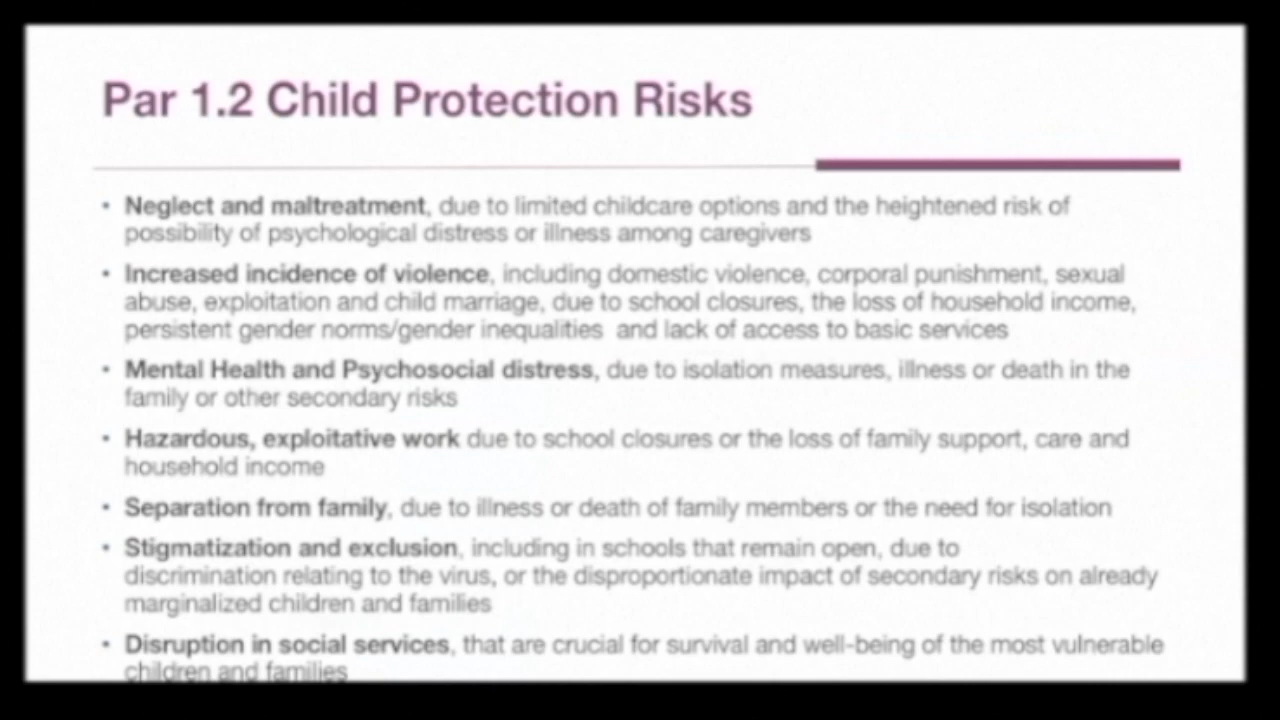 Par 1.2 Child Protection Risks
• Neglect and maltreatment, due to limited childcare options and the heightened risk of
possibility of psychological distress or illness among caregivers
• Increased incidence of violence, including domestic violence, corporal punishment, sexual
abuse, exploitation and child marriage, due to school closures, the loss of household income,
persistent gender norms/gender inequalities and lack of access to basic services
• Mental Health and Psychosocial distress, due to isolation measures, illness or death in the
family or other secondary risks
• Hazardous, exploitative work due to school closures or the loss of family support, care and
household income
• Separation from family, due to illness or death of family members or the need for isolation
• Stigmatization and exclusion, including in schools that remain open, due to
discrimination relating to the virus, or the disproportionate impact of secondary risks on already
marginalized children and families
• Disruption in social services, that are crucial for survival and well-being of the most vulnerable
children and families